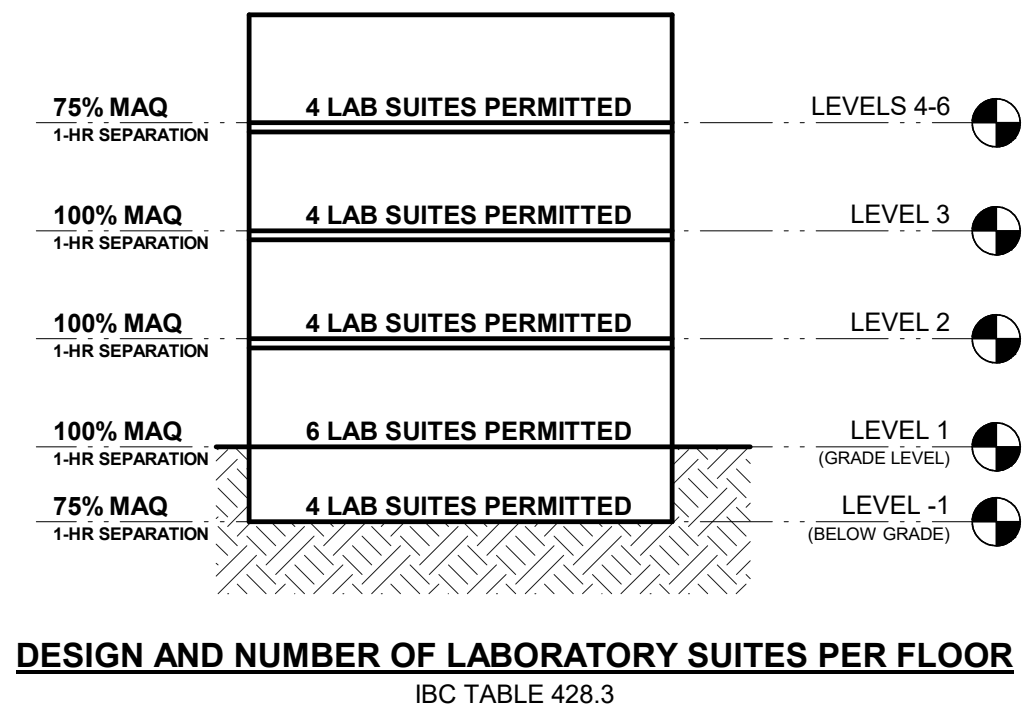 75% MAQ
1-HR SEPARATION
4 LAB SUITES PERMITTED
LEVELS 4-6
100% MAQ
1-HR SEPARATION
4 LAB SUITES PERMITTED
LEVEL 3
100% MAQ
1-HR SEPARATION
4 LAB SUITES PERMITTED
LEVEL 2
100% MAQ
1-HR SEPARATION
6 LAB SUITES PERMITTED
LEVEL 1
(GRADE LEVEL)
75% MAQ
1-HR SEPARATION
4 LAB SUITES PERMITTED
LEVEL -1
(BELOW GRADE)
DESIGN AND NUMBER OF LABORATORY SUITES PER FLOOR
IBC TABLE 428.3